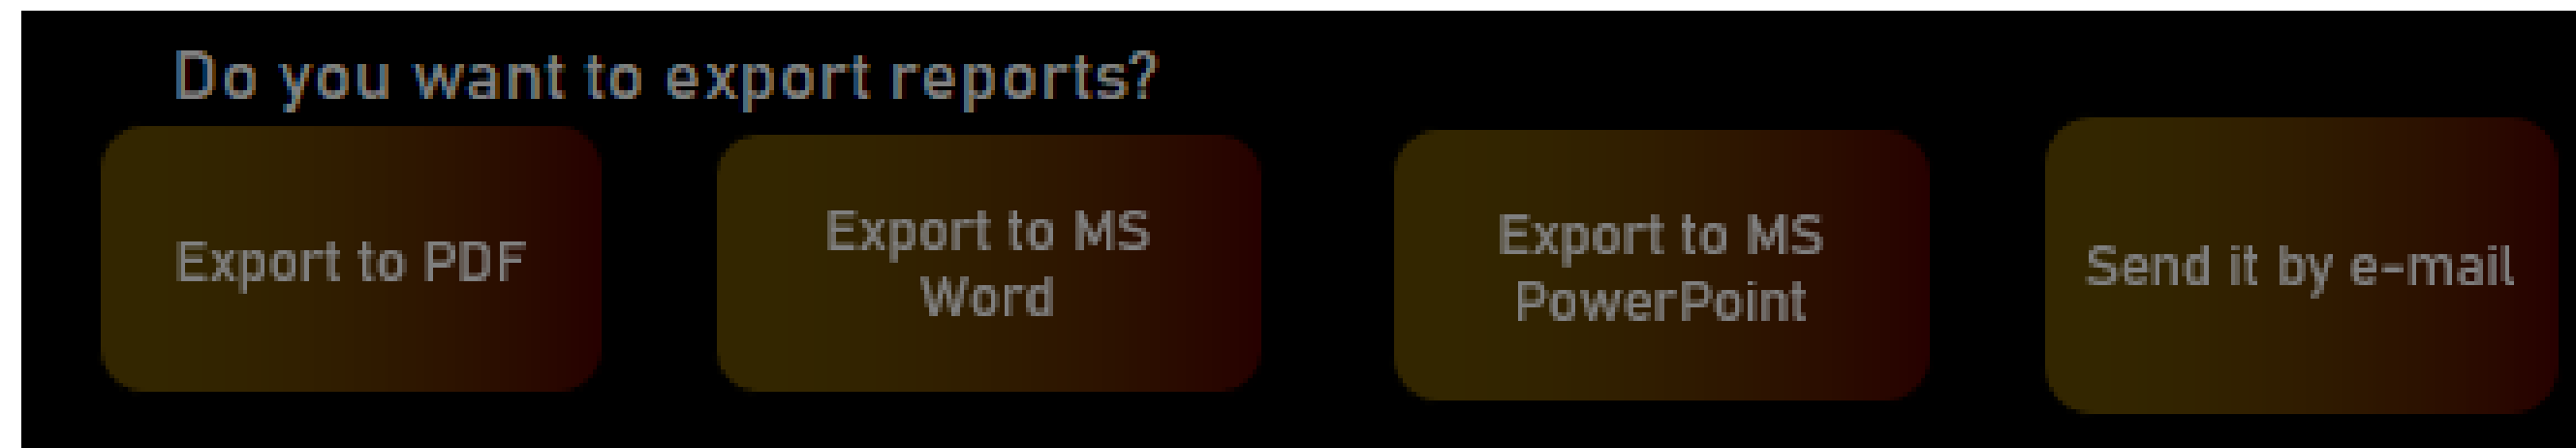 Do you want to export reports?
Export to PDF
Export to MS
Word
Export to MS
PowerPoint
Send it by e-mail